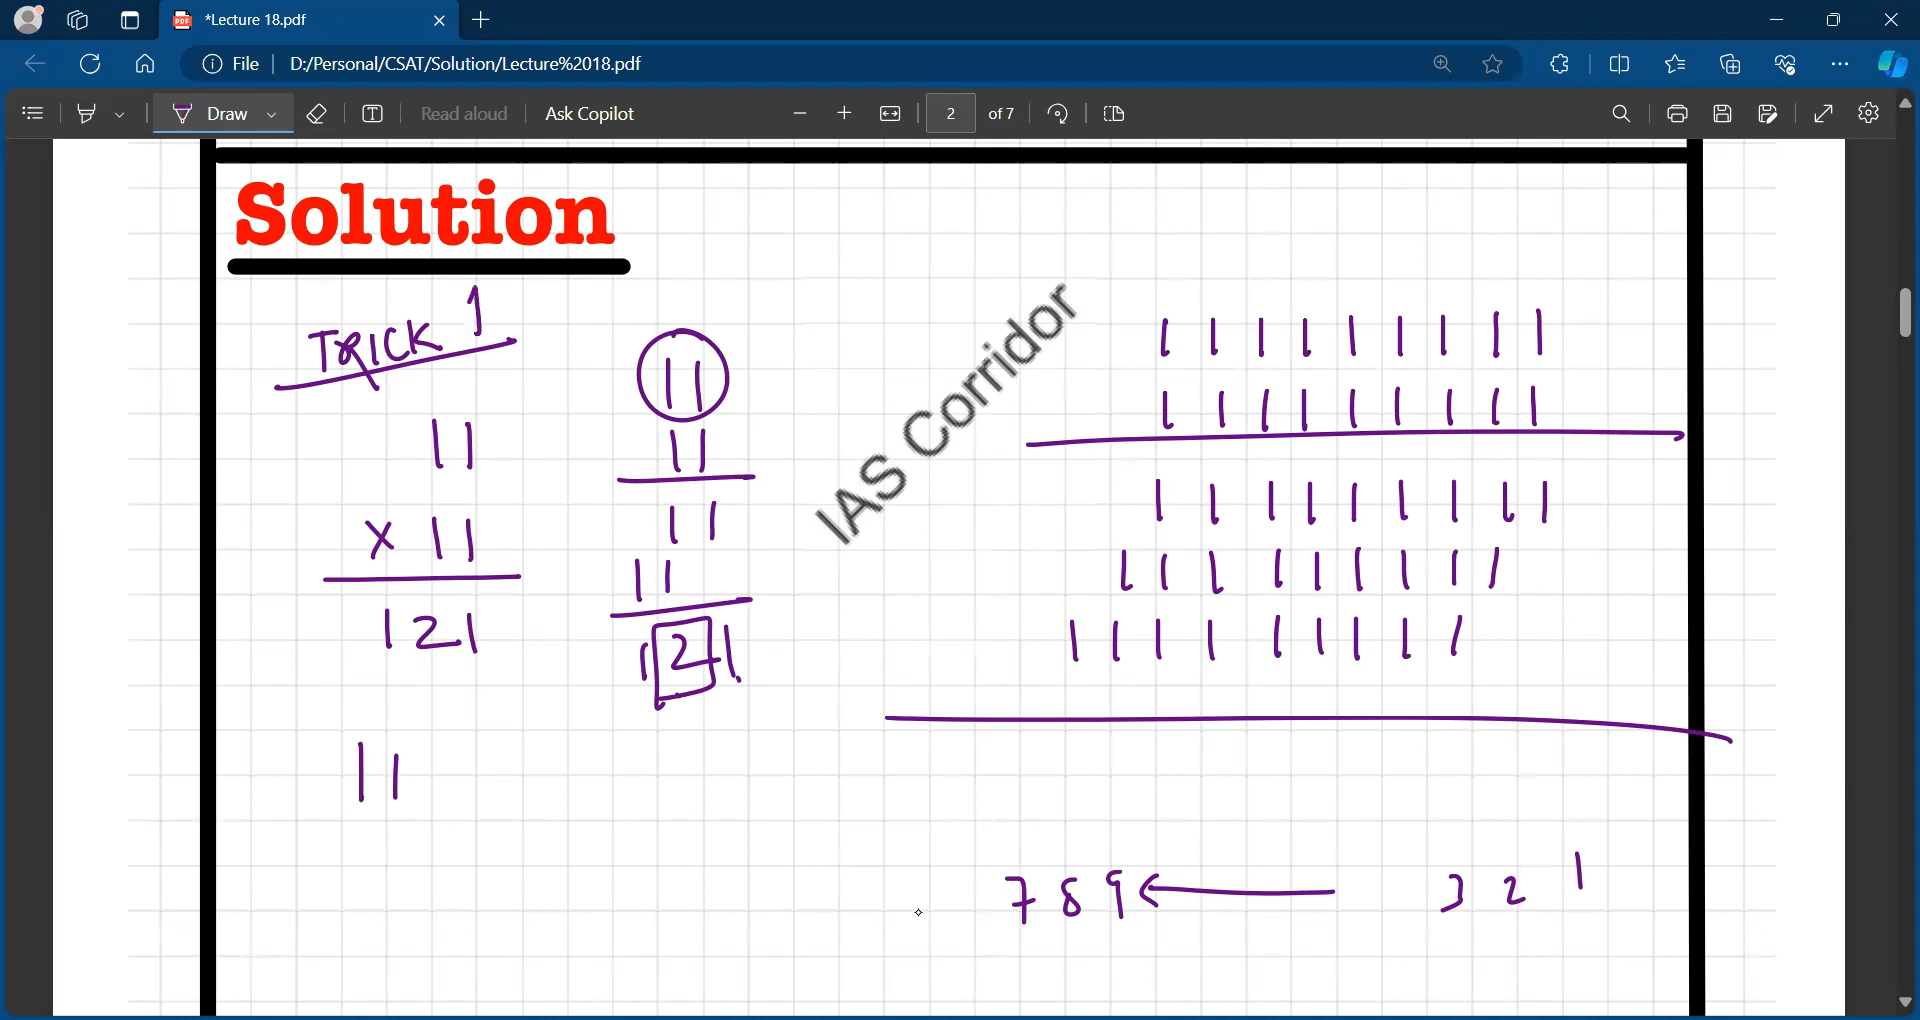 *Lecture 18.pdf
File D:/Personal/CSAT/Solution/Lecture%2018.pdf
Draw Read aloud Ask Copilot 2 of 7
Solution
TRICK 1
11
x 11
121
11
11
11
11
11
121
IAS Corridor
1 1 1 1 1 1 1 1 1
1 1 1 1 1 1 1 1 1
1 1 1 1 1 1 1 1 1
1 1 1 1 1 1 1 1 1
1 1 1 1 1 1 1 1 1
7 8 9 ← 3 2 1